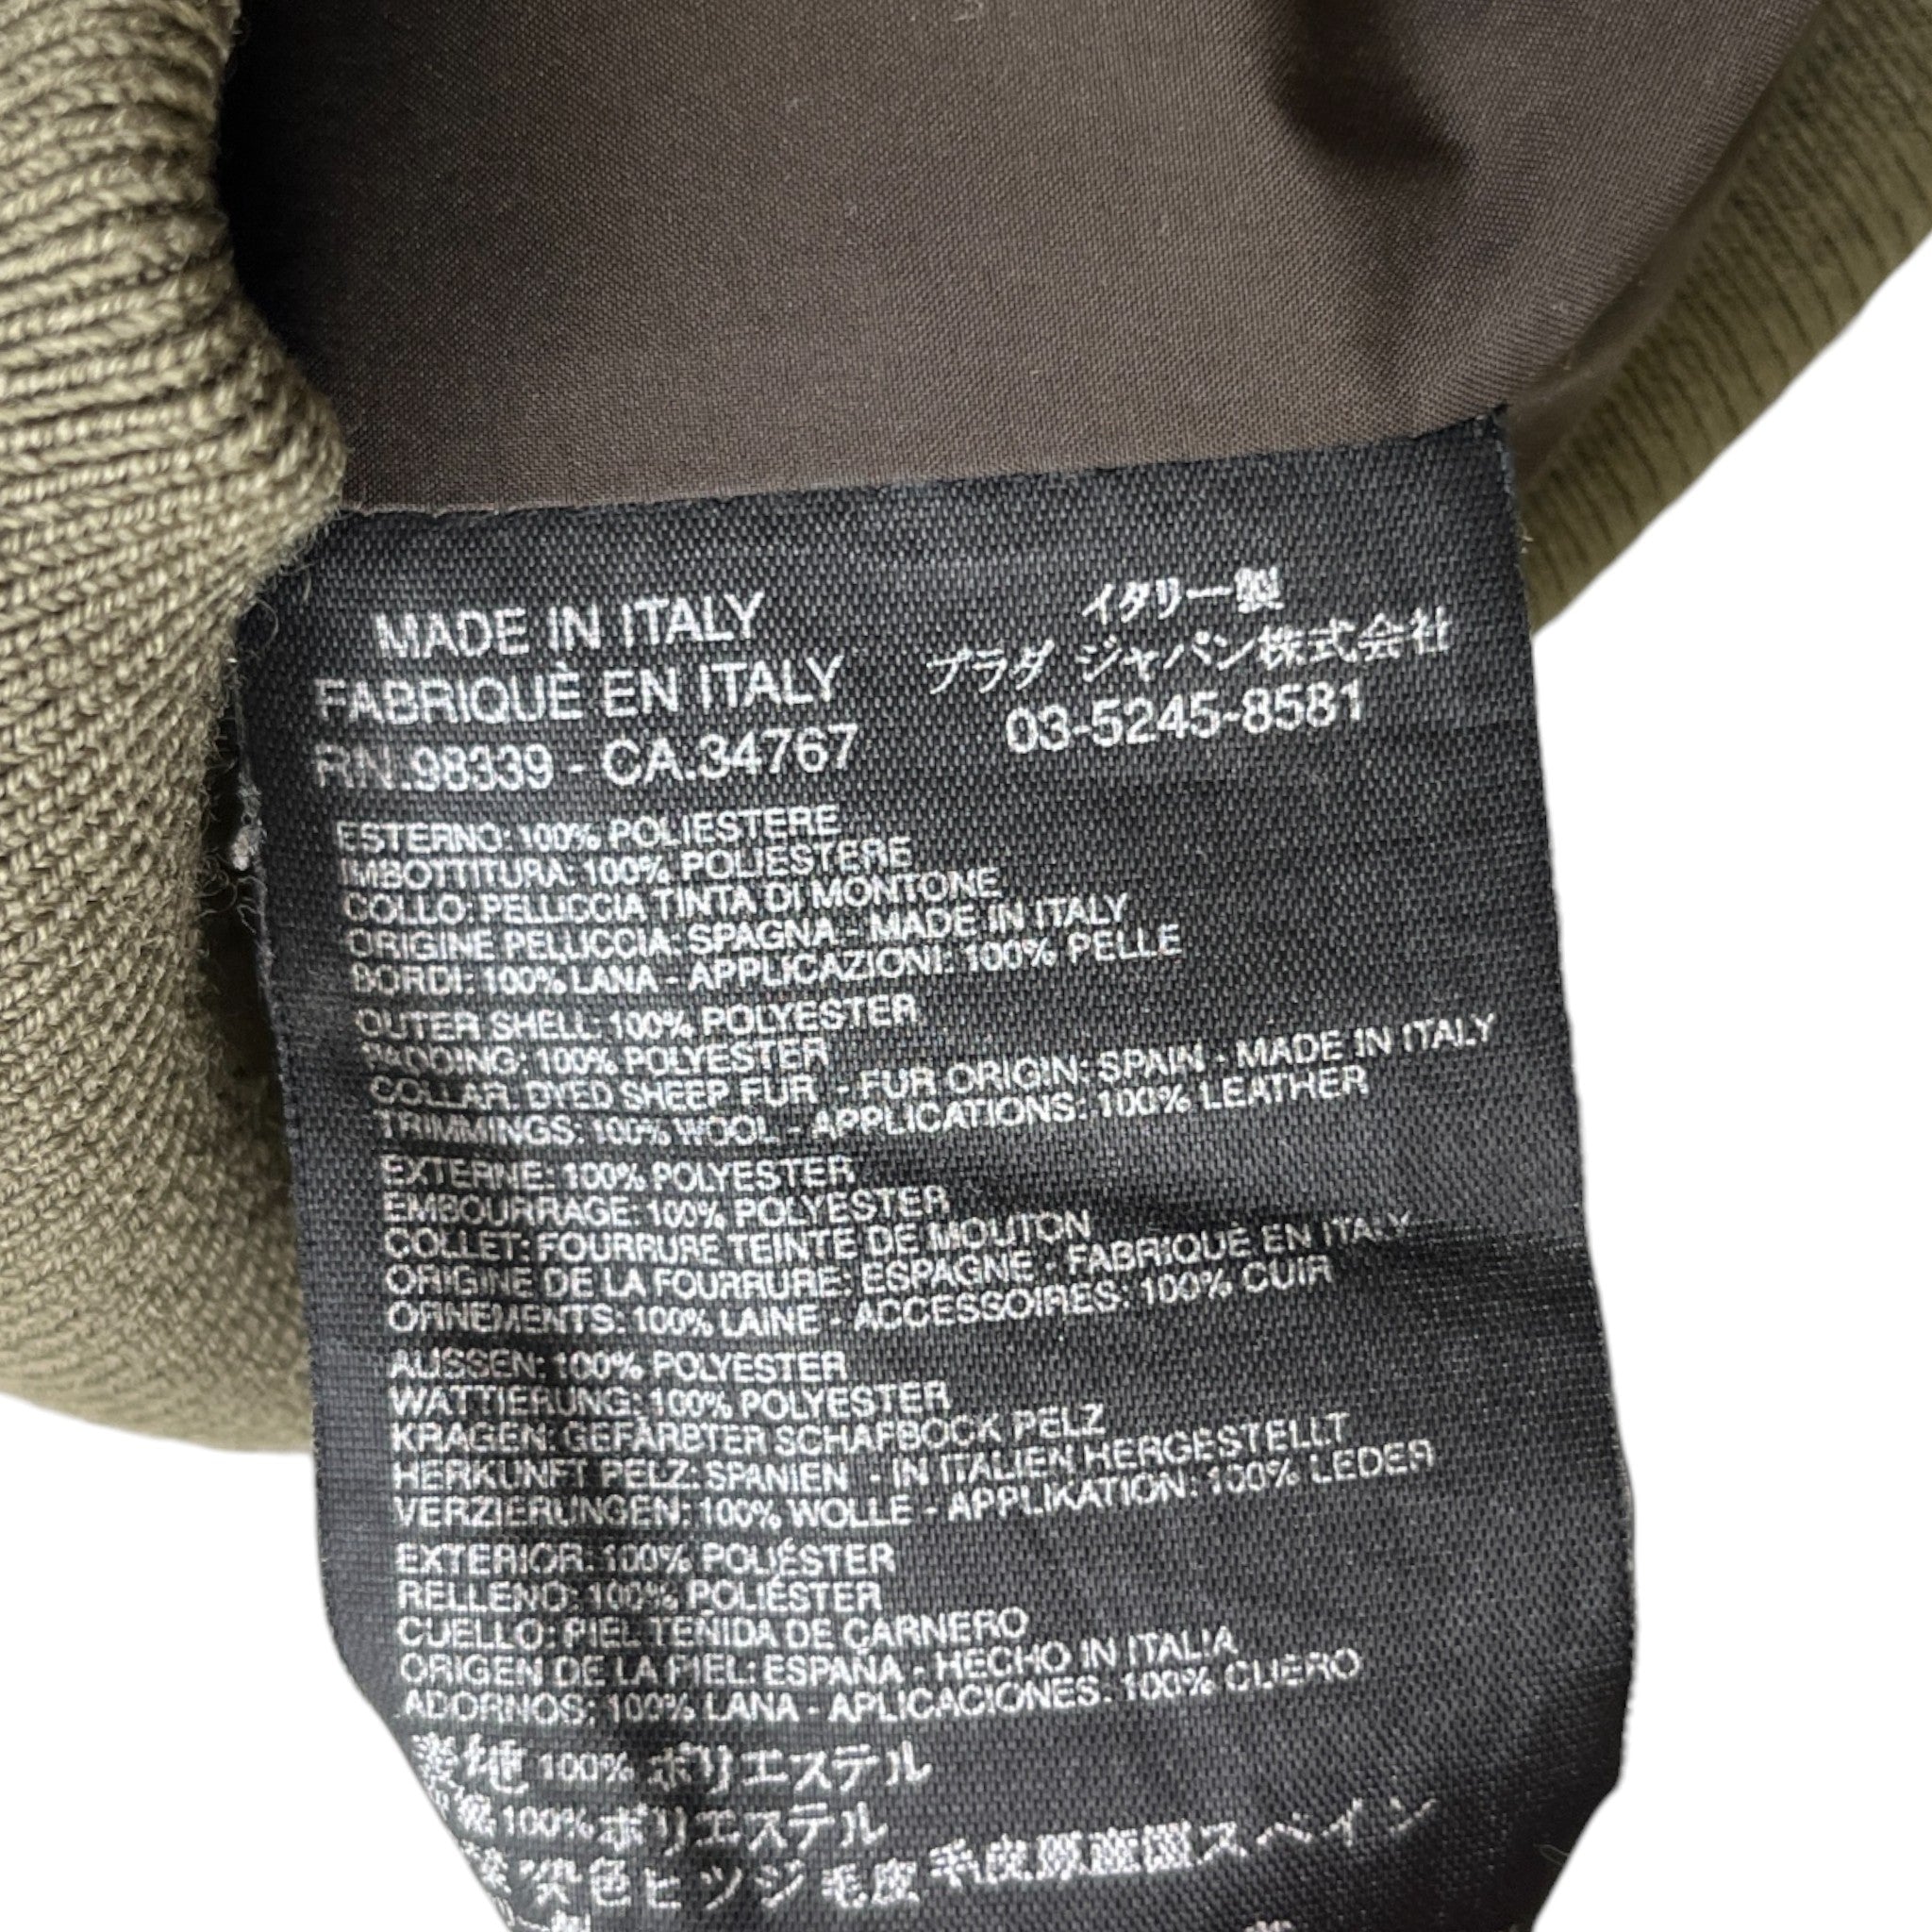 MADE IN ITALY
FABRIQUÈ EN ITALY
RN.98339 - CA.34767
イタリー製
プラダ ジャパン株式会社
03-5245-8581
ESTERNO: 100% POLIESTERE
IMBOTTITURA: 100% POLIESTERE
COLLO: PELLICCIA TINTA DI MONTONE
ORIGINE PELLICCIA: SPAGNA - MADE IN ITALY
BORDI: 100% LANA - APPLICAZIONI: 100% PELLE
OUTER SHELL: 100% POLYESTER
PADDING: 100% POLYESTER
COLLAR: DYED SHEEP FUR - FUR ORIGIN: SPAIN - MADE IN ITALY
TRIMMINGS: 100% WOOL - APPLICATIONS: 100% LEATHER
EXTERNE: 100% POLYESTER
EMBOURRAGE: 100% POLYESTER
COLLET: FOURRURE TEINTE DE MOUTON
ORIGINE DE LA FOURRURE: ESPAGNE - FABRIQUÈ EN ITALY
ORNEMENTS: 100% LAINE - ACCESSOIRES: 100% CUIR
AUSSEN: 100% POLYESTER
WATTIERUNG: 100% POLYESTER
KRAGEN: GEFÄRBTER SCHAFBOCK PELZ
HERKUNFT PELZ: SPANIEN - IN ITALIEN HERGESTELLT
VERZIERUNGEN: 100% WOLLE - APPLIKATION: 100% LEDER
EXTERIOR: 100% POLIÉSTER
RELLENO: 100% POLIÉSTER
CUELLO: PIEL TEÑIDA DE CARNERO
ORIGEN DE LA PIEL: ESPAÑA - HECHO IN ITALIA
ADORNOS: 100% LANA - APLICACIONES: 100% CUERO
表地 100% ポリエステル
100% ポリエステル
染色ヒツジ毛皮 毛皮原産国スペイン